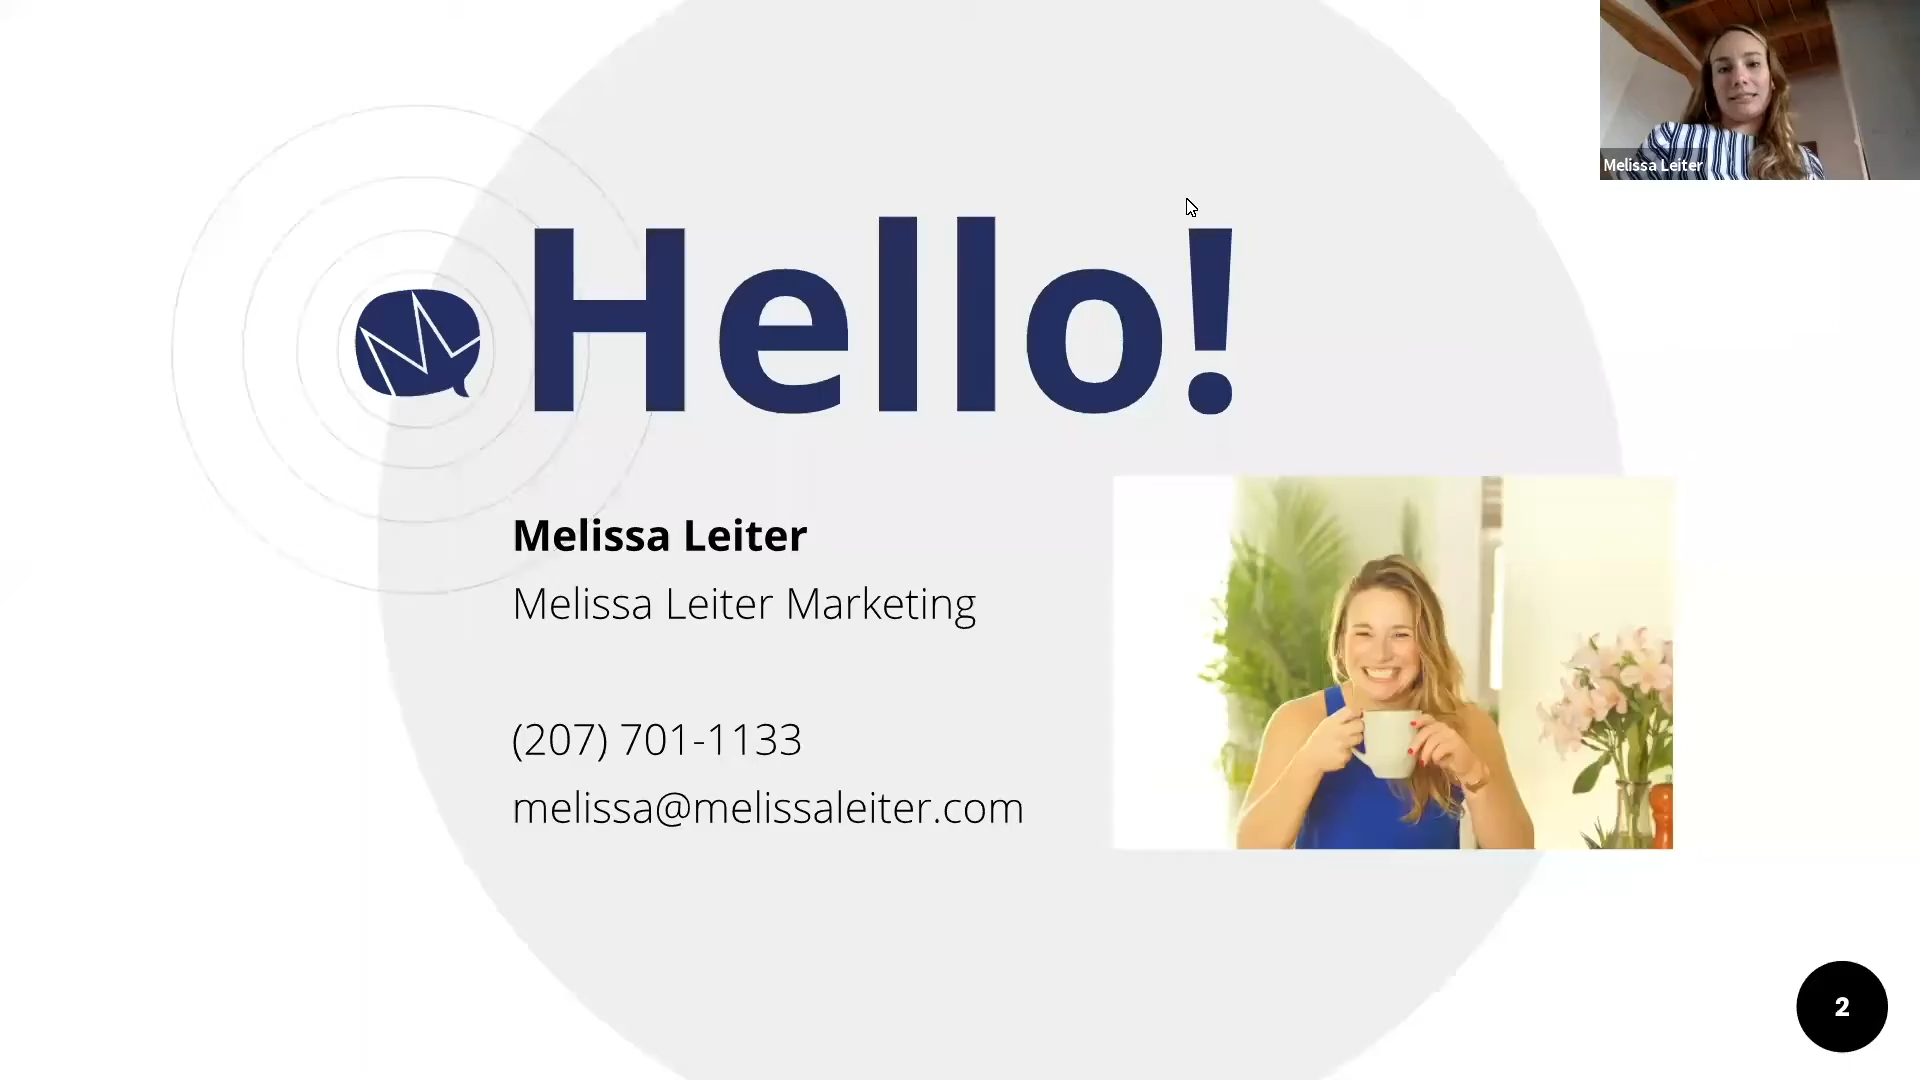 Melissa Leiter
Hello!
Melissa Leiter
Melissa Leiter Marketing
(207) 701-1133
melissa@melissaleiter.com
2